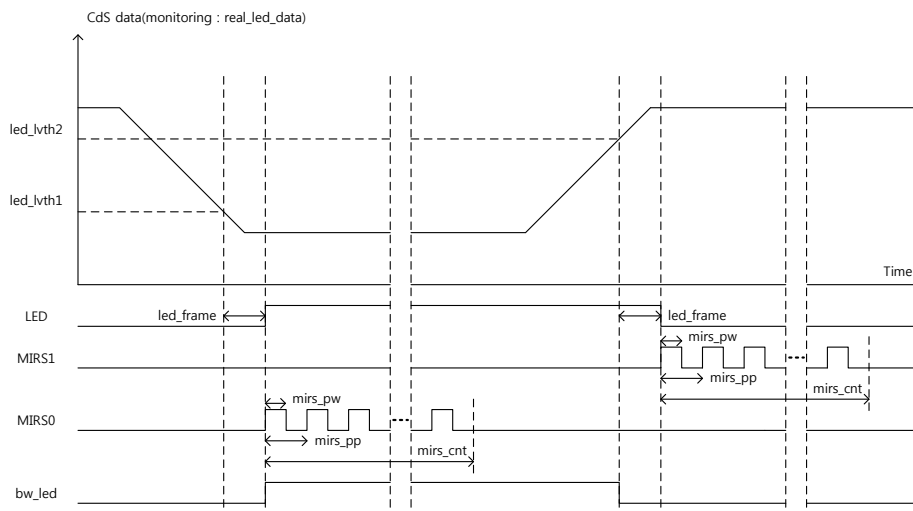 CdS data(monitoring : real_led_data)
led_lvth2
led_lvth1
Time
LED
led_frame
led_frame
mirs_pw
MIRS1
mirs_pp
mirs_cnt
mirs_pw
MIRS0
mirs_pp
mirs_cnt
bw_led